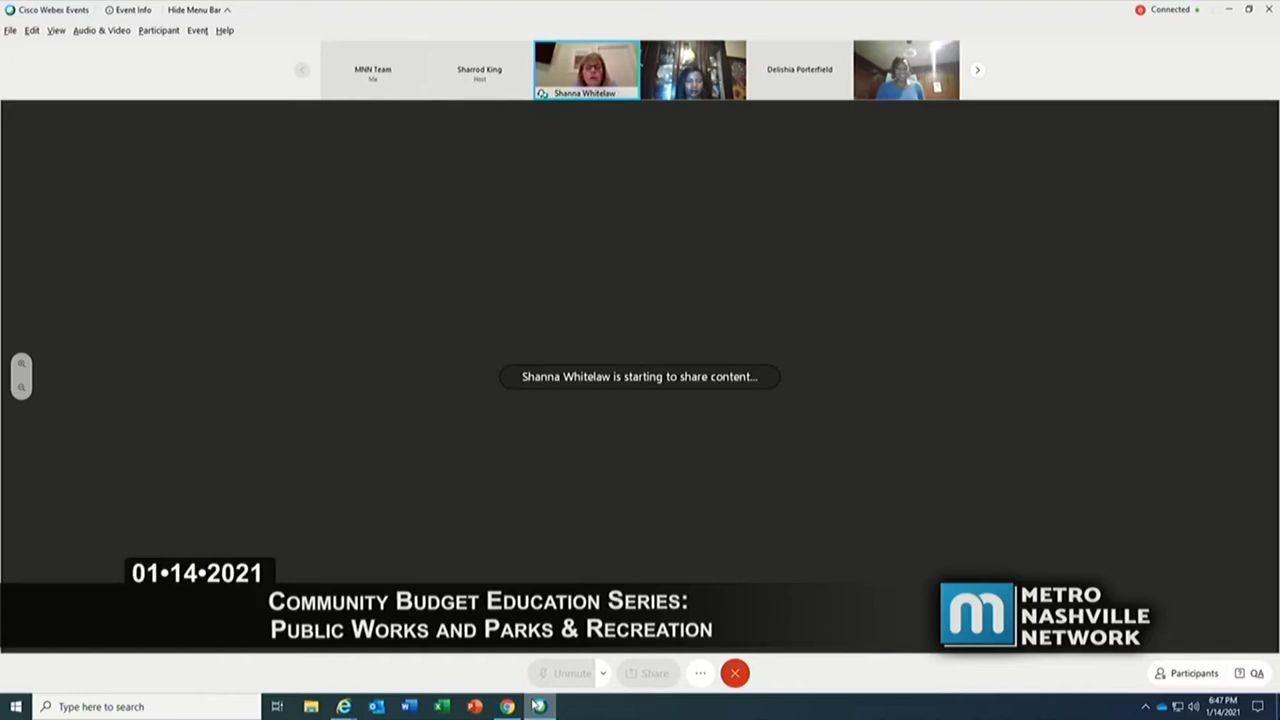 Cisco Webex Events
Event Info
Hide Menu Bar
Connected
File Edit View Audio & Video Participant Event Help
MNN Team
Me
Sharrod King
Host
Shanna Whitelaw
Delishia Porterfield
Shanna Whitelaw is starting to share content...
01•14•2021
COMMUNITY BUDGET EDUCATION SERIES:
PUBLIC WORKS AND PARKS & RECREATION
m
METRO
NASHVILLE
NETWORK
Unmute
Share
Participants
QA
Type here to search
6:47 PM
1/14/2021